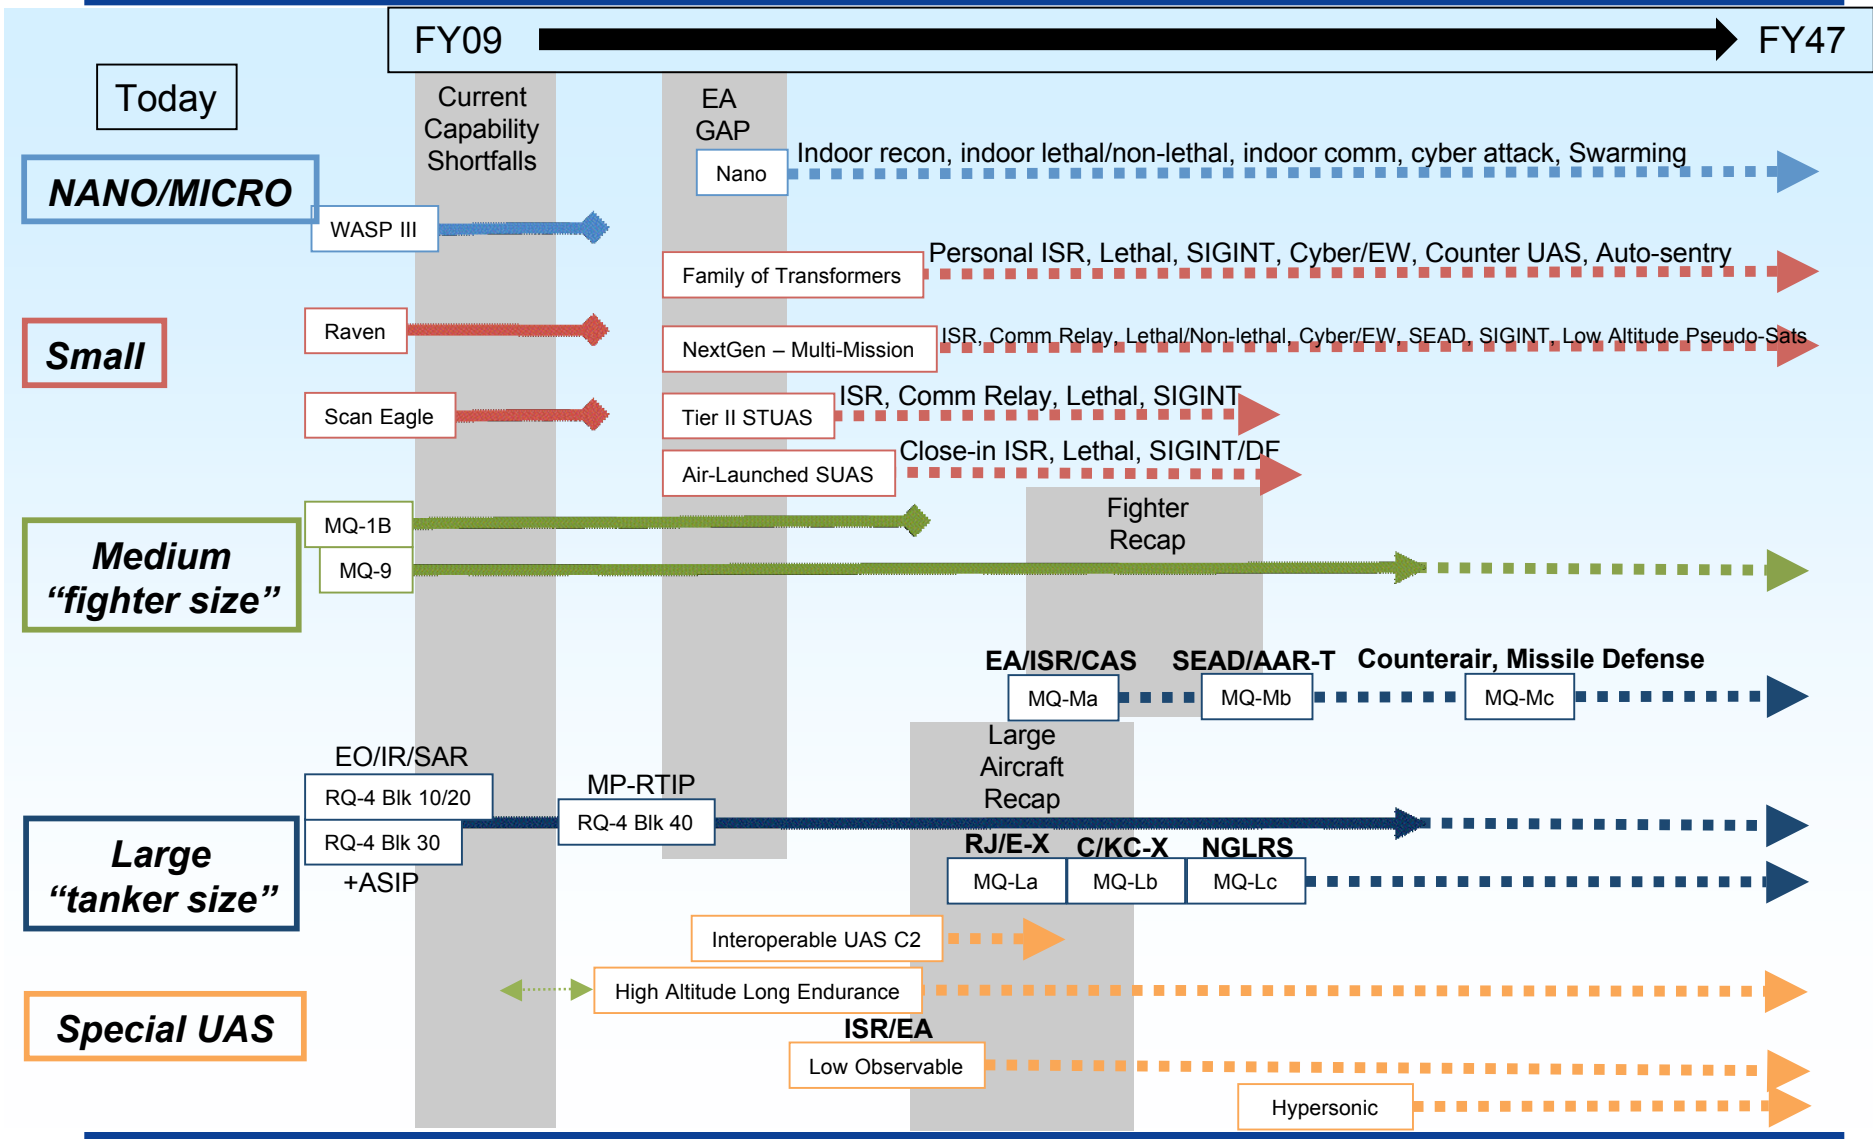 FY09
FY47
Today
Current
Capability
Shortfalls
EA
GAP
NANO/MICRO
Nano
Indoor recon, indoor lethal/non-lethal, indoor comm, cyber attack, Swarming
WASP III
Family of Transformers
Personal ISR, Lethal, SIGINT, Cyber/EW, Counter UAS, Auto-sentry
Small
Raven
NextGen – Multi-Mission
ISR, Comm Relay, Lethal/Non-lethal, Cyber/EW, SEAD, SIGINT, Low Altitude Pseudo-Sats
Scan Eagle
Tier II STUAS
ISR, Comm Relay, Lethal, SIGINT
Air-Launched SUAS
Close-in ISR, Lethal, SIGINT/DF
Fighter
Recap
Medium
“fighter size”
MQ-1B
MQ-9
EA/ISR/CAS
SEAD/AAR-T
Counterair, Missile Defense
MQ-Ma
MQ-Mb
MQ-Mc
Large
Aircraft
Recap
EO/IR/SAR
RQ-4 Blk 10/20
MP-RTIP
RQ-4 Blk 40
RQ-4 Blk 30
+ASIP
Large
“tanker size”
RJ/E-X
C/KC-X
NGLRS
MQ-La
MQ-Lb
MQ-Lc
Interoperable UAS C2
High Altitude Long Endurance
Special UAS
ISR/EA
Low Observable
Hypersonic